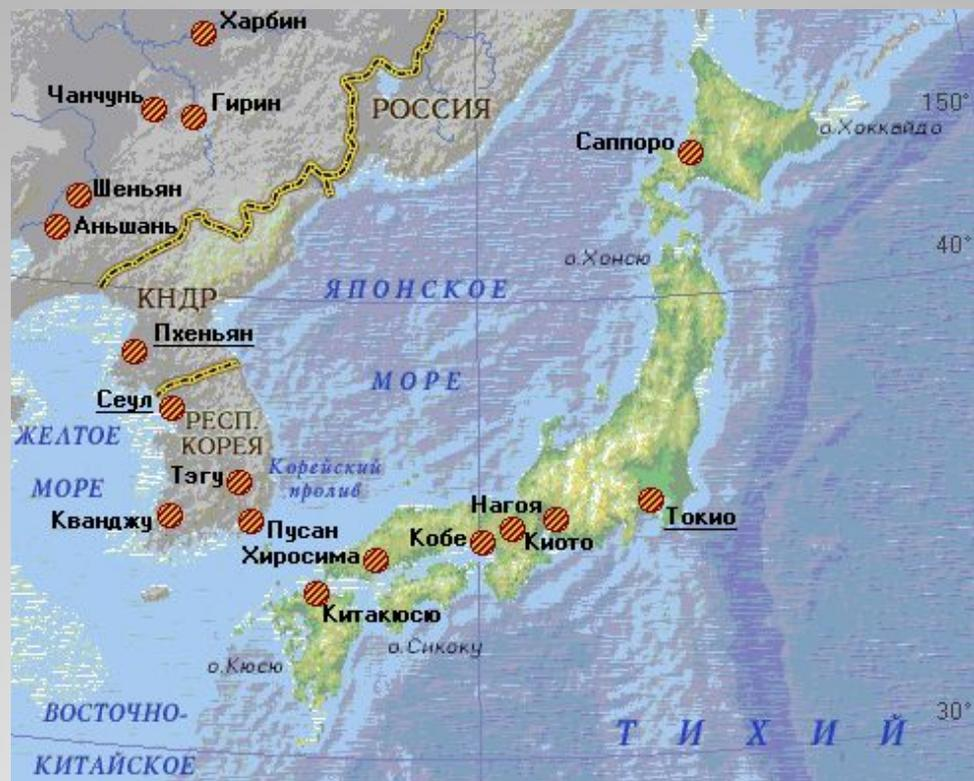 Харбин
Чанчунь
Гирин
РОССИЯ
150°
о.Хоккайдо
Саппоро
Шеньян
Аньшань
40°
о.Хонсю
ЯПОНСКОЕ
КНДР
Пхеньян
МОРЕ
Сеул
РЕСП.
КОРЕЯ
ЖЕЛТОЕ
МОРЕ
Тэгу
Корейский
пролив
Кванджу
Пусан
Нагоя
Токио
Кобе
Киото
Хиросима
Китакюсю
о.Сикоку
о.Кюсю
30°
ВОСТОЧНО-
КИТАЙСКОЕ
ТИХИЙ